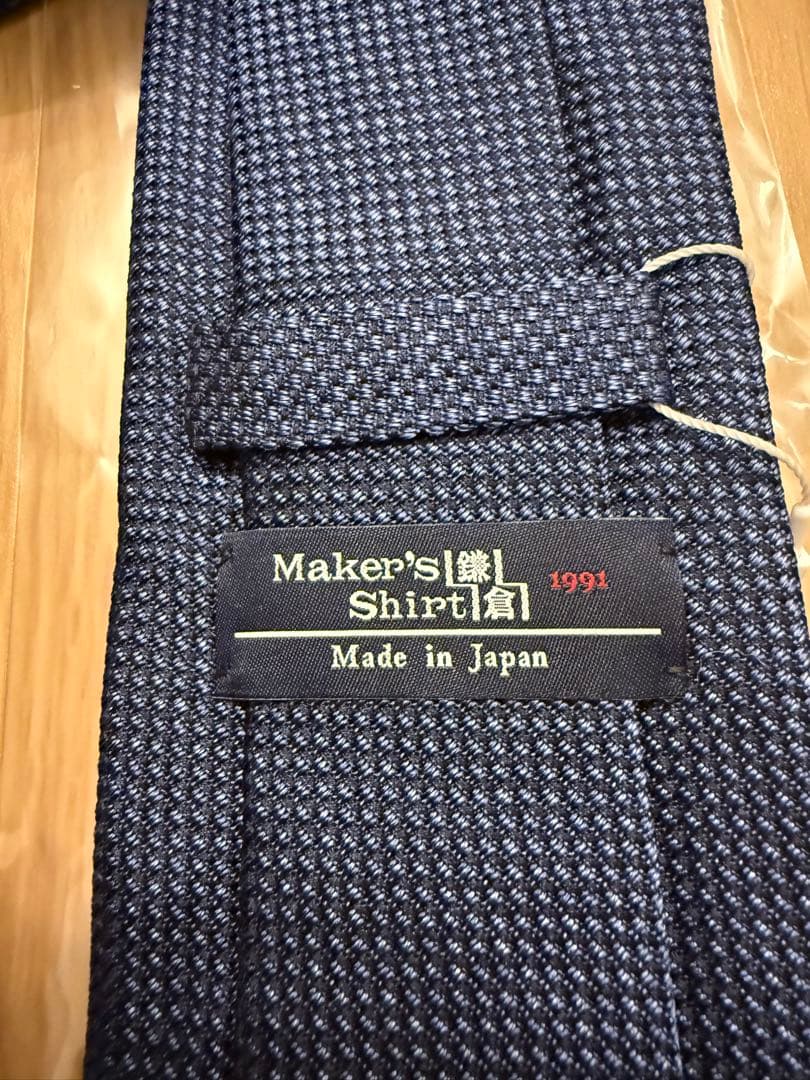 Maker's 鎌 1991
Shirt 倉
Made in Japan